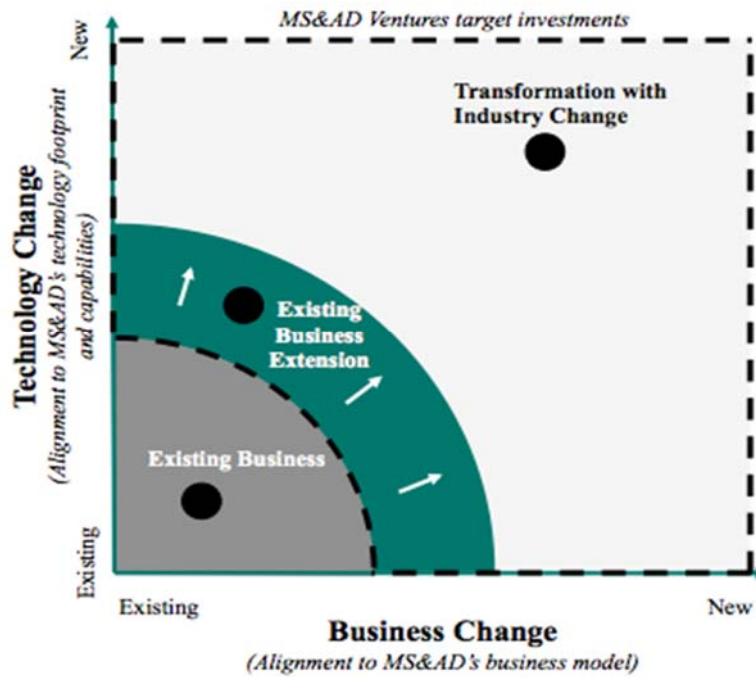 MS&AD Ventures target investments
New
Technology Change
(Alignment to MS&AD's technology footprint
and capabilities)
Existing
Transformation with
Industry Change
Existing
Business
Extension
Existing Business
Existing
New
Business Change
(Alignment to MS&AD's business model)